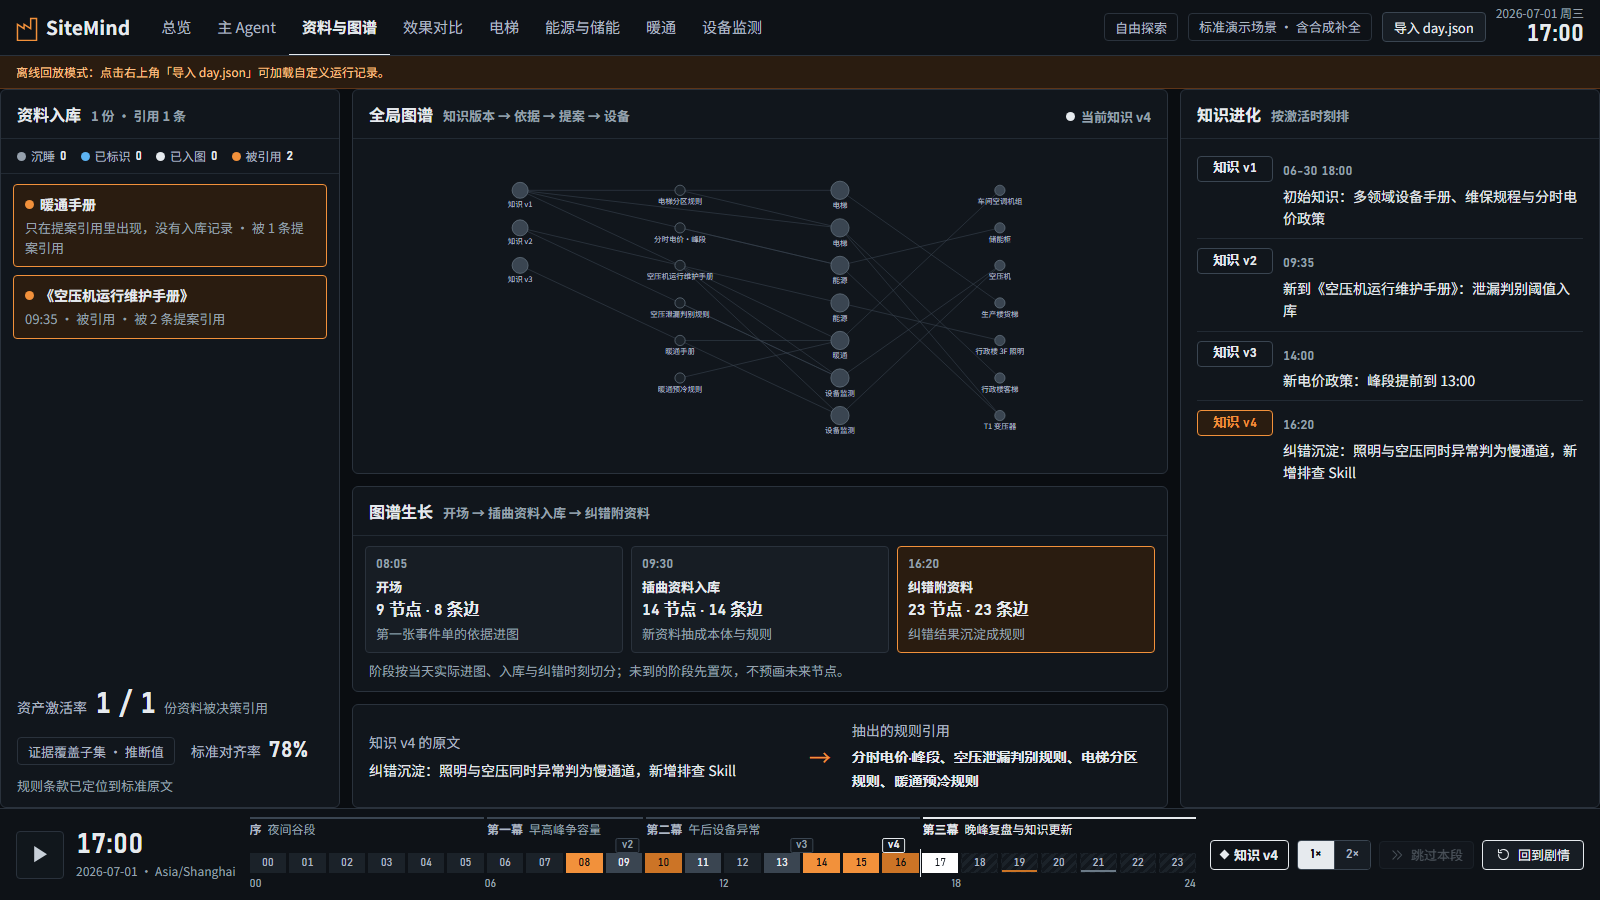 SiteMind
总览
主 Agent
资料与图谱
效果对比
电梯
能源与储能
暖通
设备监测
自由探索
标准演示场景 · 含合成补全
导入 day.json
2026-07-01 周三
17:00
离线回放模式：点击右上角「导入 day.json」可加载自定义运行记录。
资料入库 1 份 · 引用 1 条
沉睡 0 已标识 0 已入图 0 被引用 2
暖通手册
只在提案引用里出现，没有入库记录 · 被 1 条提
案引用
《空压机运行维护手册》
09:35 · 被引用 · 被 2 条提案引用
资产激活率 1 / 1 份资料被决策引用
证据覆盖子集 · 推断值 标准对齐率 78%
规则条款已定位到标准原文
全局图谱 知识版本 → 依据 → 提案 → 设备
当前知识 v4
知识 v1
知识 v2
知识 v3
电梯分区规则
分时电价·峰段
空压机运行维护手册
空压泄漏判别规则
暖通手册
暖通预冷规则
电梯
电梯
能源
能源
暖通
设备监测
设备监测
车间空调机组
储能柜
空压机
生产楼货梯
行政楼 3F 照明
行政楼客梯
T1 变压器
图谱生长 开场 → 插曲资料入库 → 纠错附资料
08:05
开场
9 节点 · 8 条边
第一张事件单的依据进图
09:30
插曲资料入库
14 节点 · 14 条边
新资料抽成本体与规则
16:20
纠错附资料
23 节点 · 23 条边
纠错结果沉淀成规则
阶段按当天实际进图、入库与纠错时刻切分；未到的阶段先置灰，不预画未来节点。
知识 v4 的原文
纠错沉淀：照明与空压同时异常判为慢通道，新增排查 Skill
→
抽出的规则引用
分时电价·峰段、空压泄漏判别规则、电梯分区
规则、暖通预冷规则
知识进化 按激活时刻排
知识 v1
06-30 18:00
初始知识：多领域设备手册、维保规程与分时电
价政策
知识 v2
09:35
新到《空压机运行维护手册》：泄漏判别阈值入
库
知识 v3
14:00
新电价政策：峰段提前到 13:00
知识 v4
16:20
纠错沉淀：照明与空压同时异常判为慢通道，新
增排查 Skill
17:00
2026-07-01 · Asia/Shanghai
序 夜间谷段
第一幕 早高峰争容量
第二幕 午后设备异常
第三幕 晚峰复盘与知识更新
v2
v3
v4
00 01 02 03 04 05 06 07 08 09 10 11 12 13 14 15 16 17 18 19 20 21 22 23
00 06 12 18 24
知识 v4
1×
2×
跳过本段
回到剧情